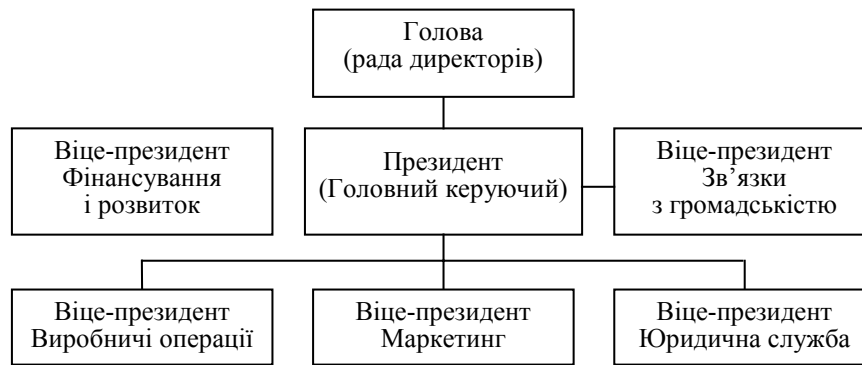 Голова
(рада директорів)
Віце-президент
Фінансування
і розвиток
Президент
(Головний керуючий)
Віце-президент
Зв’язки
з громадськістю
Віце-президент
Виробничі операції
Віце-президент
Маркетинг
Віце-президент
Юридична служба